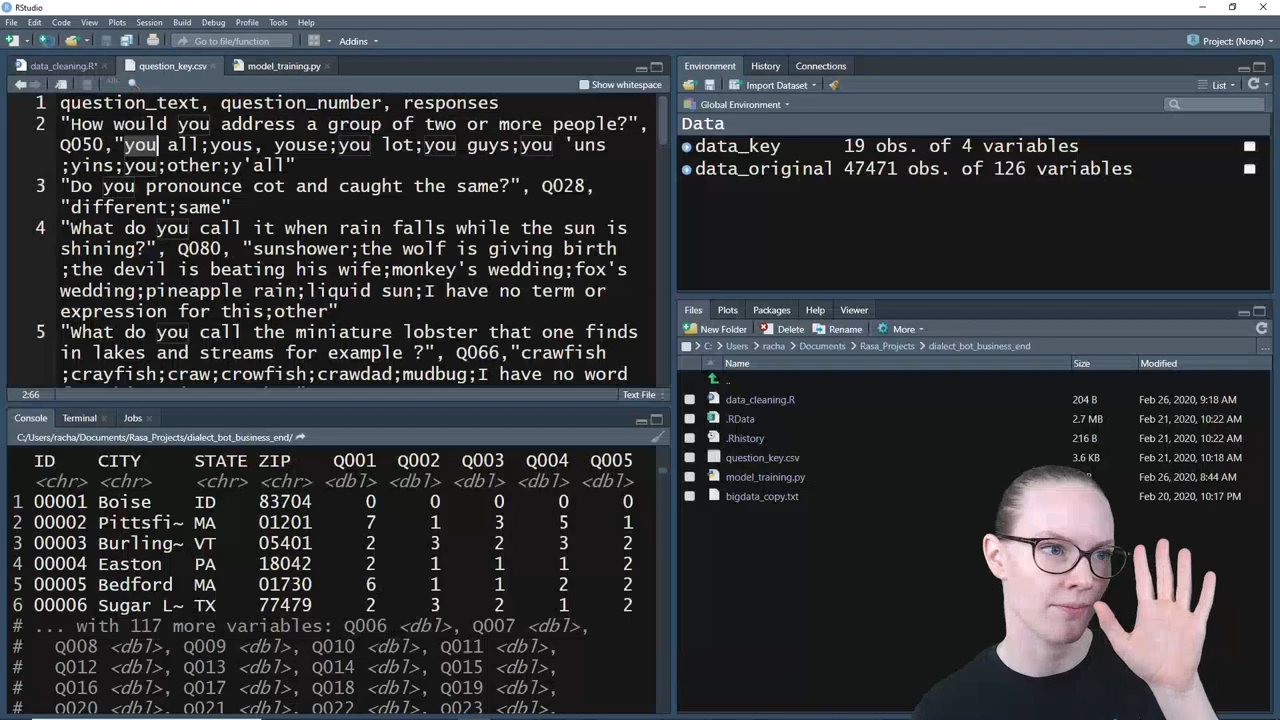 RStudio
File Edit Code View Plots Session Build Debug Profile Tools Help
Go to file/function Addins Project: (None)
data_cleaning.R* question_key.csv model_training.py
Show whitespace
1 question_text, question_number, responses
2 "How would you address a group of two or more people?",
Q050,"you all;yous, youse;you lot;you guys;you 'uns
;yins;you;other;y'all"
3 "Do you pronounce cot and caught the same?", Q028,
"different;same"
4 "What do you call it when rain falls while the sun is
shining?", Q080, "sunshower;the wolf is giving birth
;the devil is beating his wife;monkey's wedding;fox's
wedding;pineapple rain;liquid sun;I have no term or
expression for this;other"
5 "What do you call the miniature lobster that one finds
in lakes and streams for example ?", Q066,"crawfish
;crayfish;craw;crowfish;crawdad;mudbug;I have no word
2:66 Text File
Console Terminal Jobs
C:/Users/racha/Documents/Rasa_Projects/dialect_bot_business_end/
ID CITY STATE ZIP Q001 Q002 Q003 Q004 Q005
<chr> <chr> <chr> <chr> <dbl> <dbl> <dbl> <dbl> <dbl>
1 00001 Boise ID 83704 0 0 0 0 0
2 00002 Pittsfi~ MA 01201 7 1 3 5 1
3 00003 Burling~ VT 05401 2 3 2 3 2
4 00004 Easton PA 18042 2 1 1 1 2
5 00005 Bedford MA 01730 6 1 1 2 2
6 00006 Sugar L~ TX 77479 2 3 2 1 2
# ... with 117 more variables: Q006 <dbl>, Q007 <dbl>,
# Q008 <dbl>, Q009 <dbl>, Q010 <dbl>, Q011 <dbl>,
# Q012 <dbl>, Q013 <dbl>, Q014 <dbl>, Q015 <dbl>,
# Q016 <dbl>, Q017 <dbl>, Q018 <dbl>, Q019 <dbl>,
# Q020 <dbl>, Q021 <dbl>, Q022 <dbl>, Q023 <dbl>,
Environment History Connections
Import Dataset List
Global Environment
Data
data_key 19 obs. of 4 variables
data_original 47471 obs. of 126 variables
Files Plots Packages Help Viewer
New Folder Delete Rename More
C: Users racha Documents Rasa_Projects dialect_bot_business_end
Name Size Modified
..
data_cleaning.R 204 B Feb 26, 2020, 9:18 AM
.RData 2.7 MB Feb 21, 2020, 10:22 AM
.Rhistory 216 B Feb 21, 2020, 10:22 AM
question_key.csv 3.6 KB Feb 21, 2020, 10:18 AM
model_training.py B Feb 26, 2020, 8:44 AM
bigdata_copy.txt Feb 20, 2020, 10:17 PM